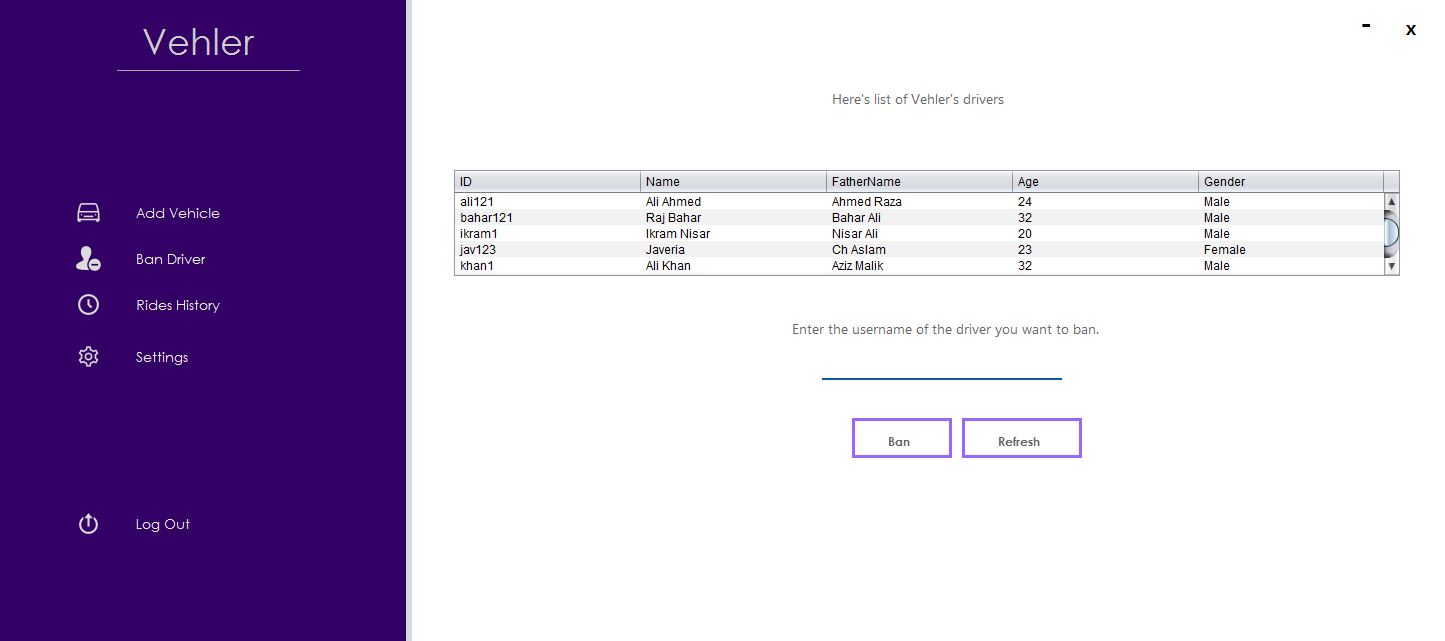 Vehler
- x
Add Vehicle
Ban Driver
Rides History
Settings
Log Out
Here's list of Vehler's drivers
ID Name FatherName Age Gender
ali121 Ali Ahmed Ahmed Raza 24 Male
bahar121 Raj Bahar Bahar Ali 32 Male
ikram1 Ikram Nisar Nisar Ali 20 Male
jav123 Javeria Ch Aslam 23 Female
khan1 Ali Khan Aziz Malik 32 Male
Enter the username of the driver you want to ban.
Ban Refresh